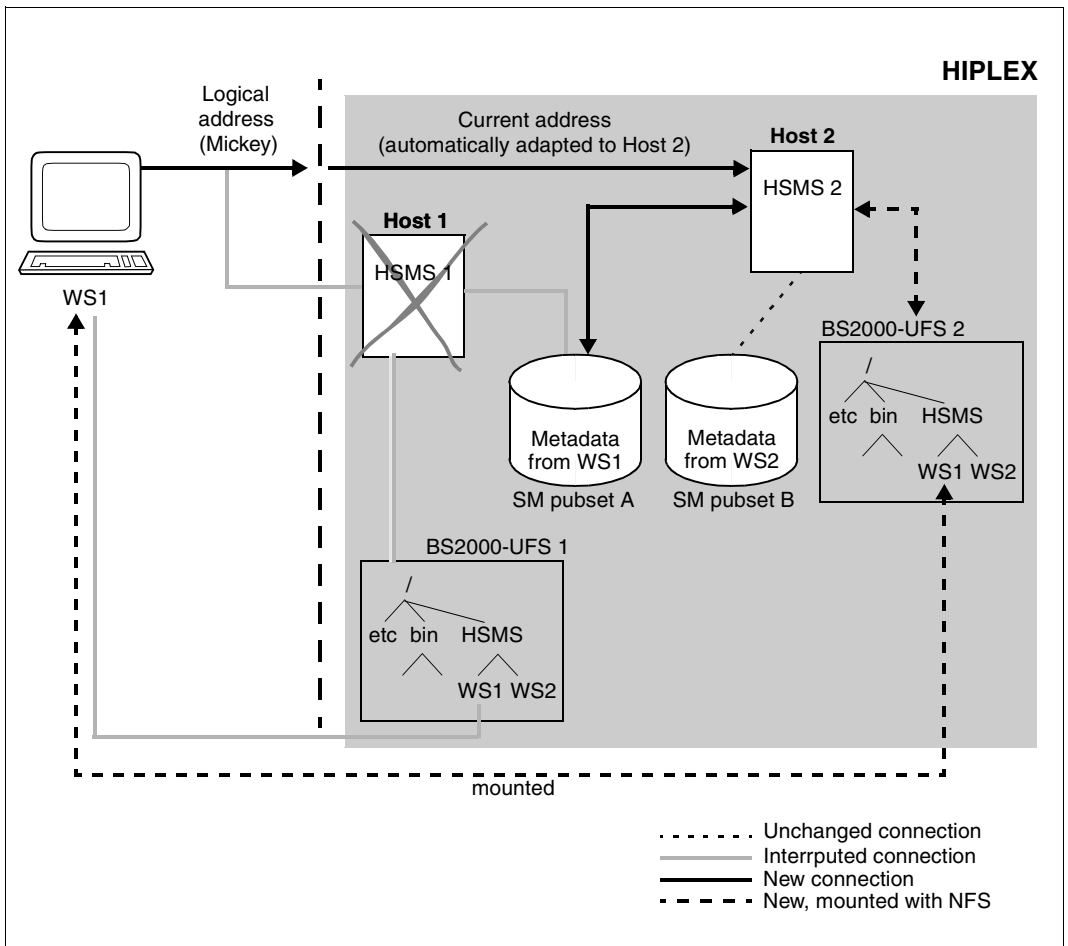 HIPLEX
Logical
address
(Mickey)
Current address
(automatically adapted to Host 2)
Host 2
HSMS 2
Host 1
HSMS 1
WS1
BS2000-UFS 2
/
etc bin HSMS
WS1 WS2
Metadata
from WS1
SM pubset A
Metadata
from WS2
SM pubset B
BS2000-UFS 1
/
etc bin HSMS
WS1 WS2
mounted
Unchanged connection
Interrputed connection
New connection
New, mounted with NFS